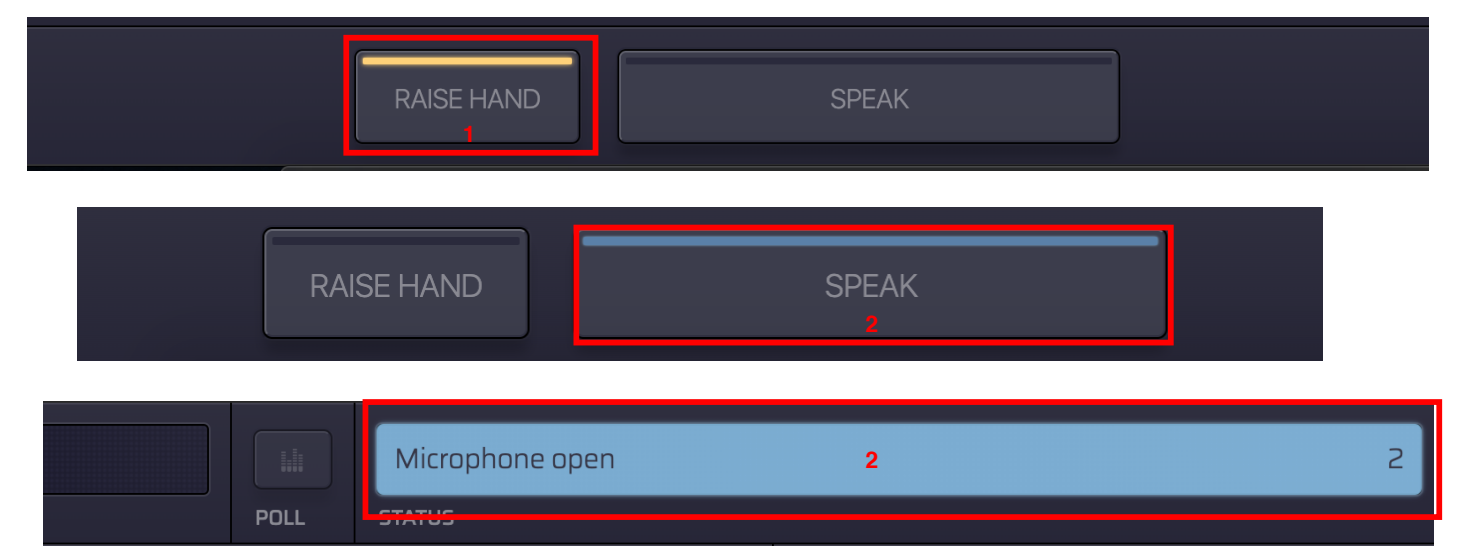 RAISE HAND SPEAK
1
RAISE HAND SPEAK
2
Microphone open 2 2
POLL STATUS